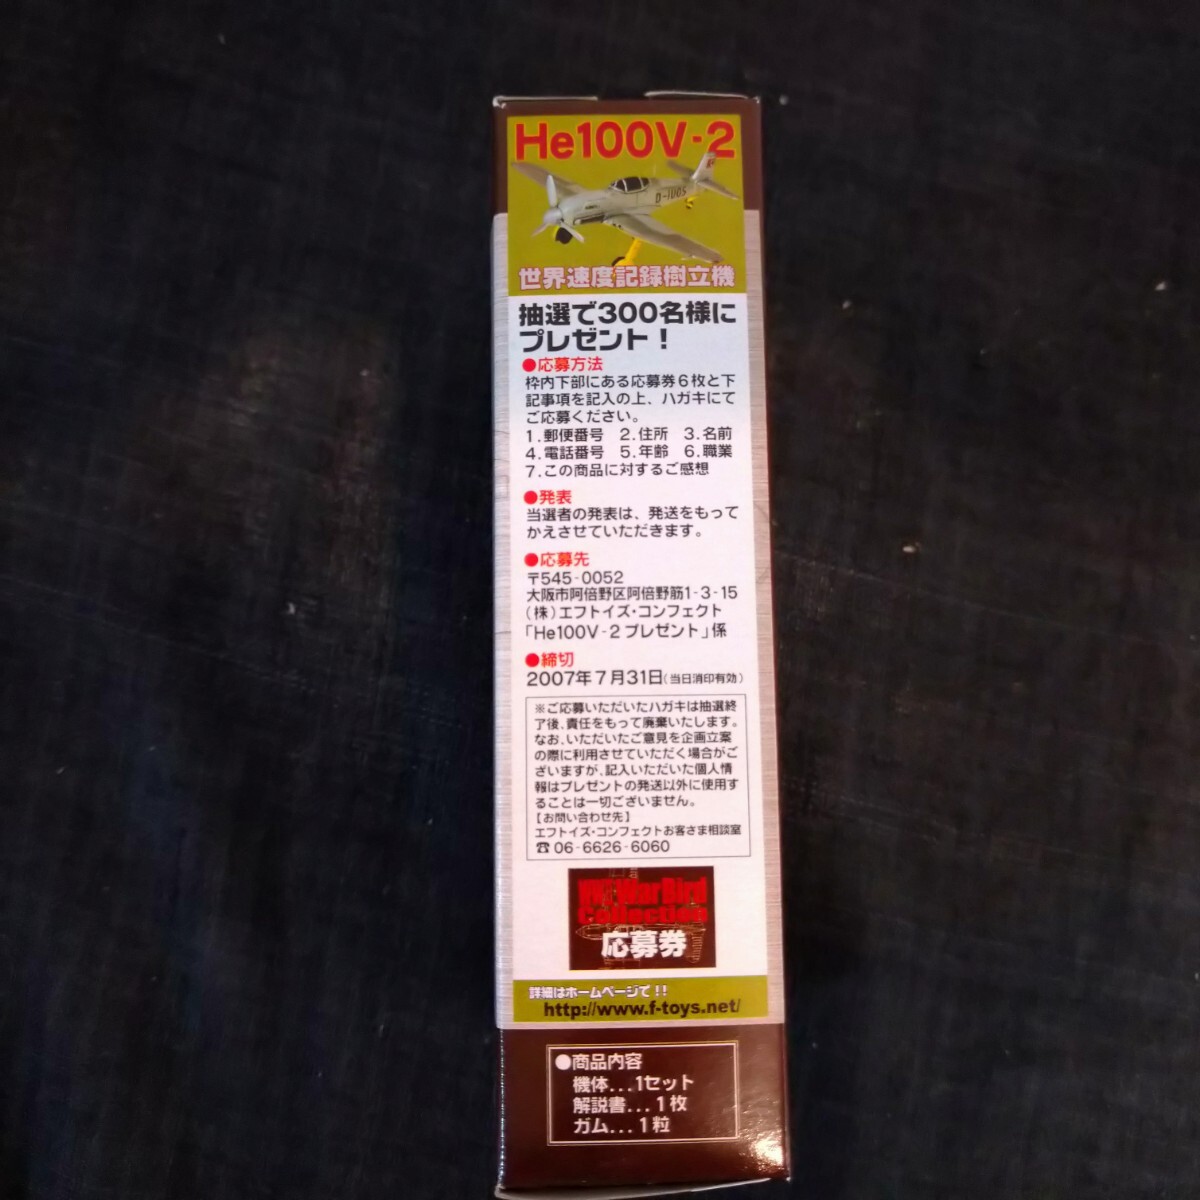 He100V-2
D-IUOS
世界速度記録樹立機
抽選で300名様に
プレゼント！
●応募方法
枠内下部にある応募券6枚と下
記事項を記入の上、ハガキにて
ご応募ください。
1.郵便番号 2.住所 3.名前
4.電話番号 5.年齢 6.職業
7.この商品に対するご感想
●発表
当選者の発表は、発送をもって
かえさせていただきます。
●応募先
〒545-0052
大阪市阿倍野区阿倍野筋1-3-15
（株）エフトイズ・コンフェクト
「He100V-2プレゼント」係
●締切
2007年7月31日(当日消印有効)
※ご応募いただいたハガキは抽選終
了後、責任をもって廃棄いたします。
なお、いただいたご意見を企画立案
の際に利用させていただく場合がご
ざいますが、記入いただいた個人情
報はプレゼントの発送以外に使用す
ることは一切ございません。
【お問い合わせ先】
エフトイズ・コンフェクトお客さま相談室
☎06-6626-6060
WWⅡ War Bird
Collection
応募券
詳細はホームページで！！
http://www.f-toys.net/
●商品内容
機体...1セット
解説書...1枚
ガム...1粒